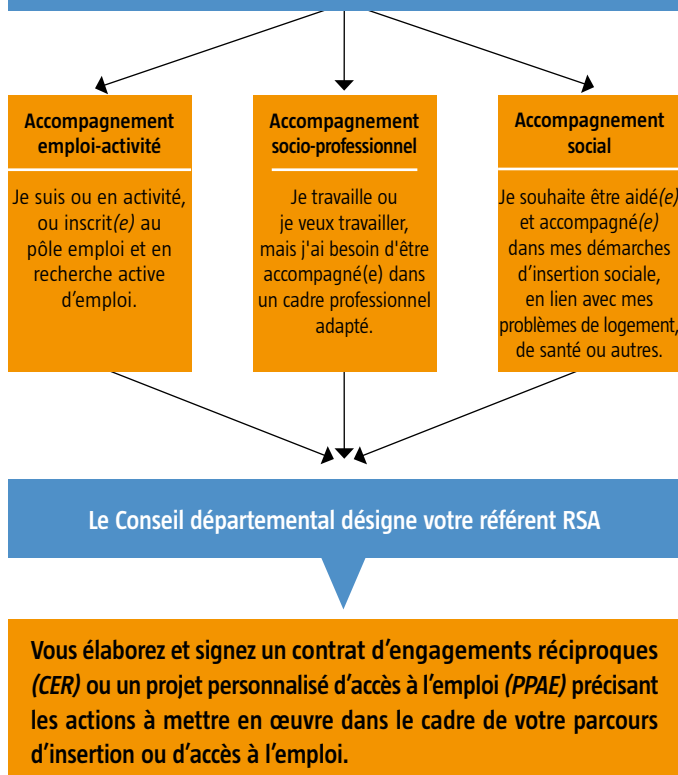 Accompagnement
emploi-activité
Je suis ou en activité,
ou inscrit(e) au
pôle emploi et en
recherche active
d'emploi.
Accompagnement
socio-professionnel
Je travaille ou
je veux travailler,
mais j'ai besoin d'être
accompagné(e) dans
un cadre professionnel
adapté.
Accompagnement
social
Je souhaite être aidé(e)
et accompagné(e)
dans mes démarches
d'insertion sociale,
en lien avec mes
problèmes de logement,
de santé ou autres.
Le Conseil départemental désigne votre référent RSA
Vous élaborez et signez un contrat d'engagements réciproques
(CER) ou un projet personnalisé d'accès à l'emploi (PPAE) précisant
les actions à mettre en œuvre dans le cadre de votre parcours
d'insertion ou d'accès à l'emploi.